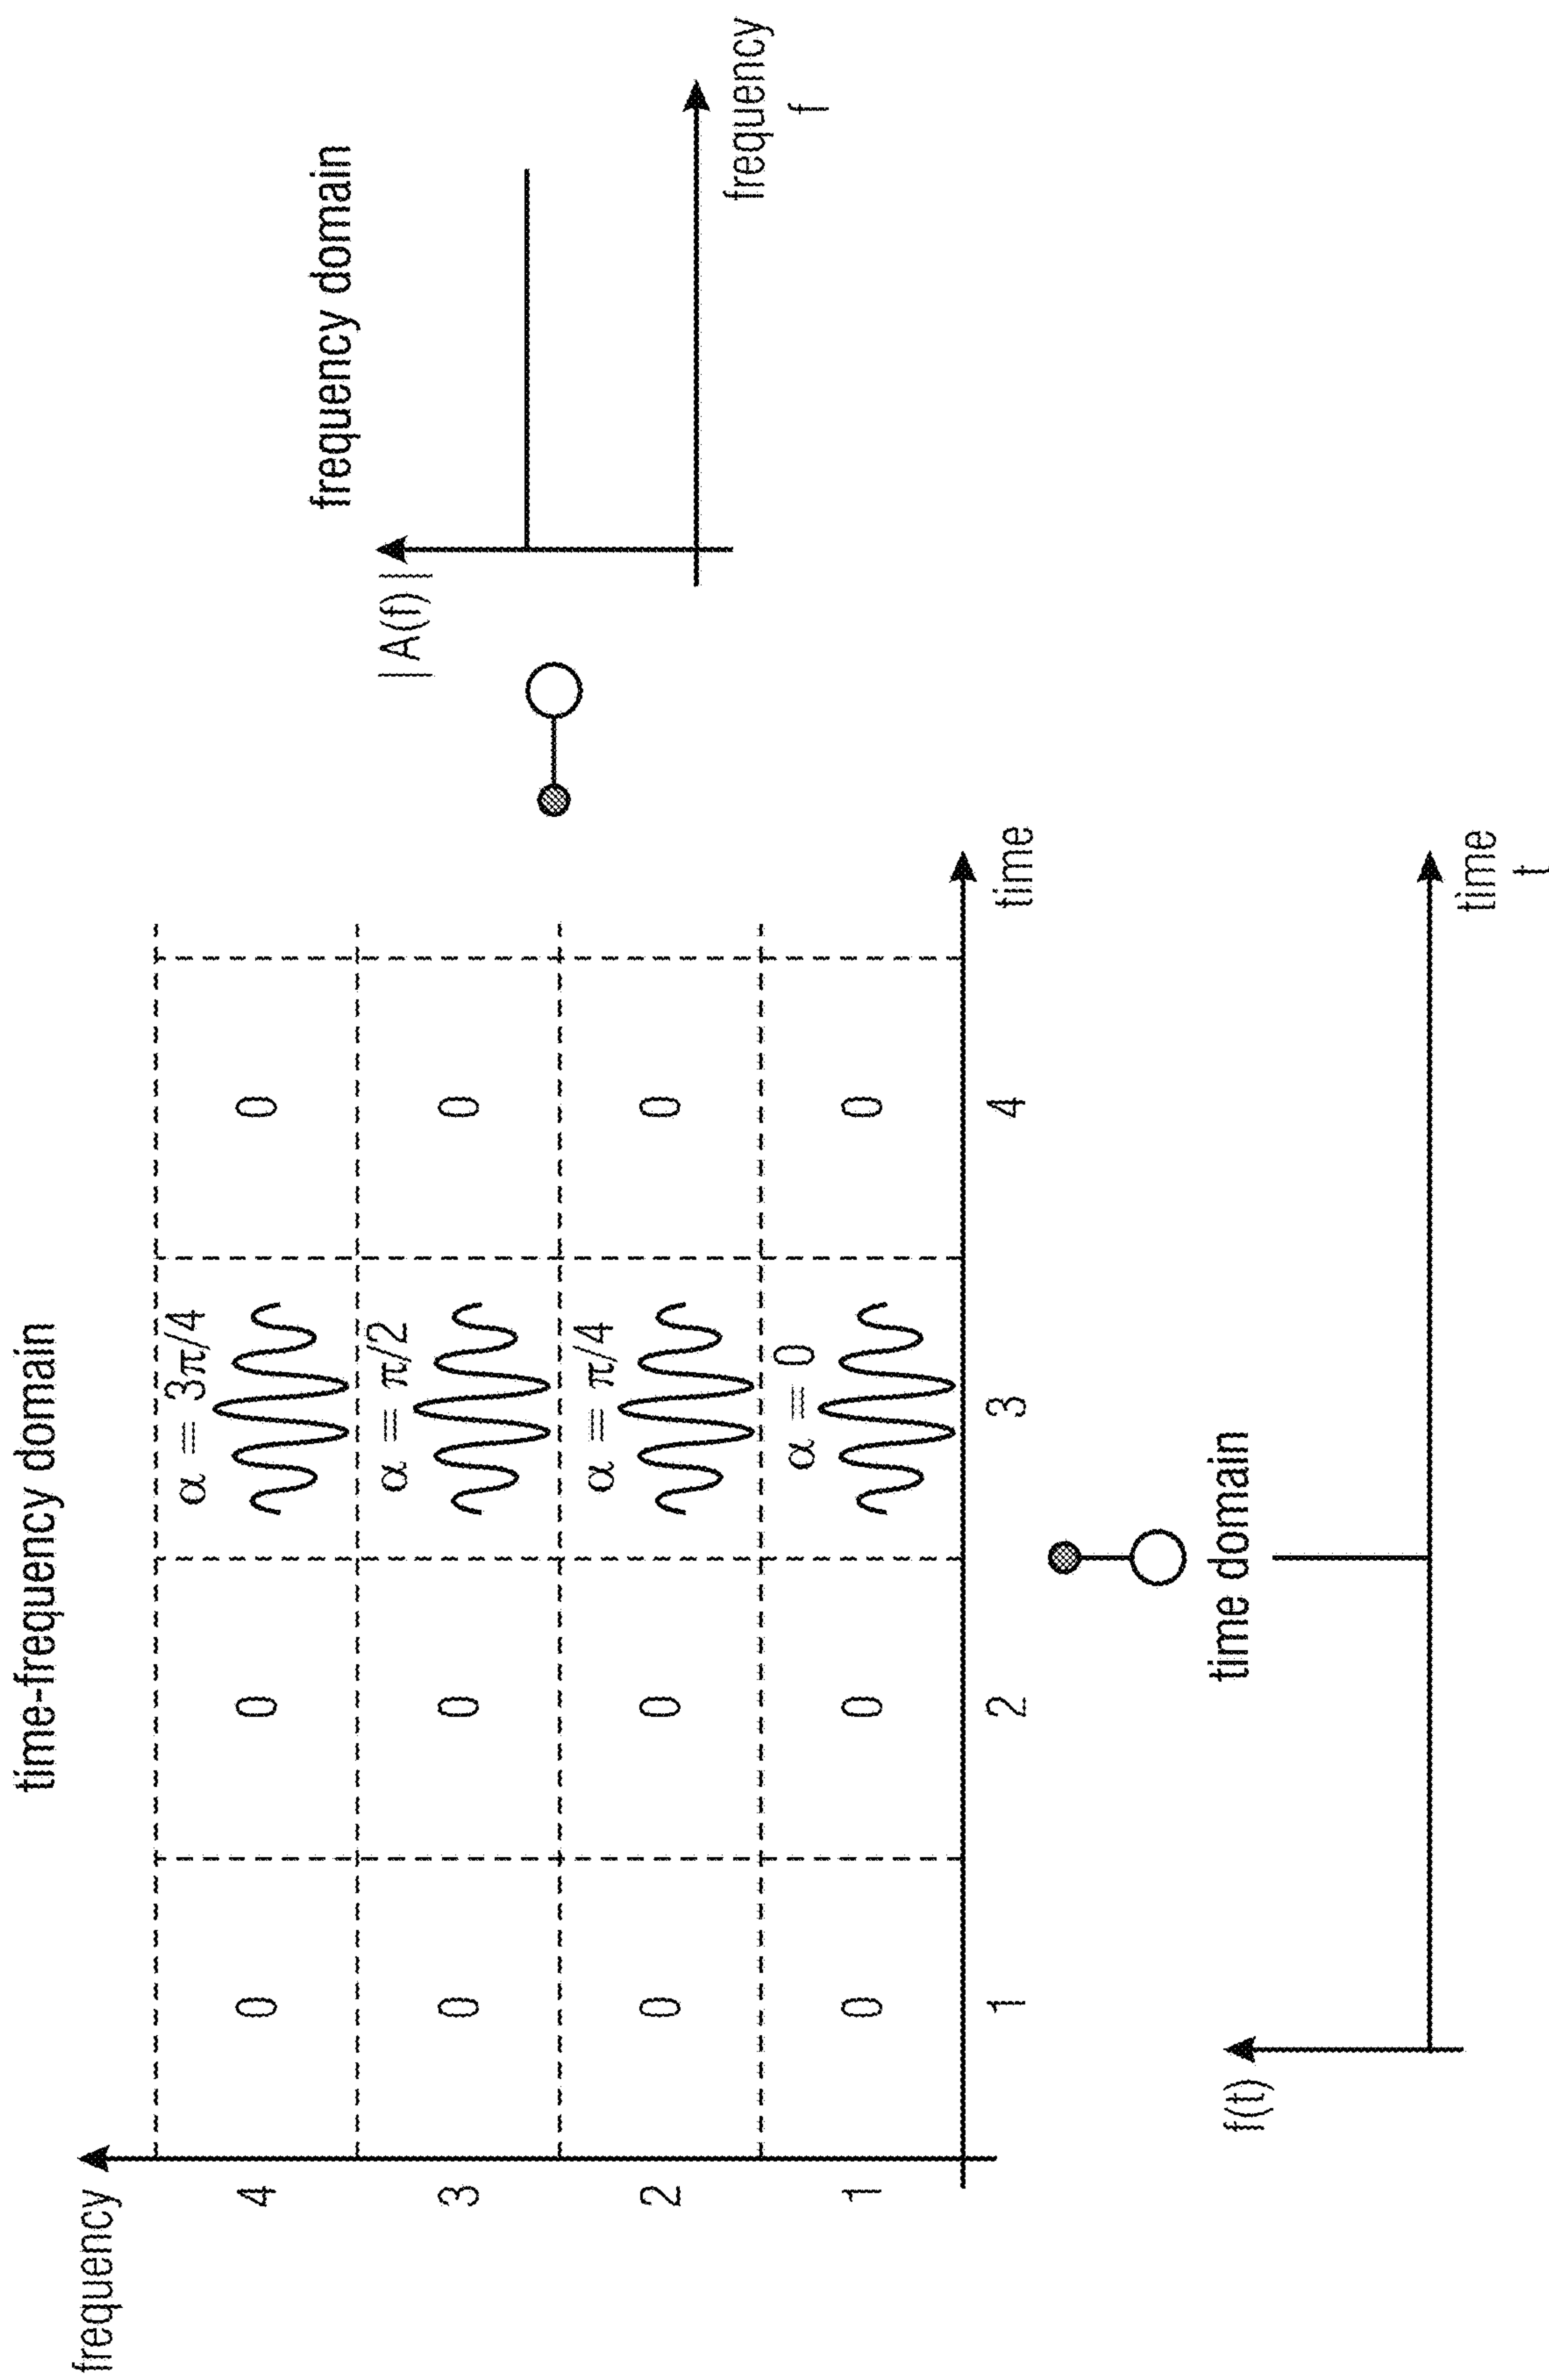 time-frequency domain
frequency
4
0
0
α = 3π/4
0
3
0
0
α = π/2
0
2
0
0
α = π/4
0
1
0
0
α = 0
0
1
2
3
4
time
frequency domain
| A(f) |
frequency
f
time domain
f(t)
time
t